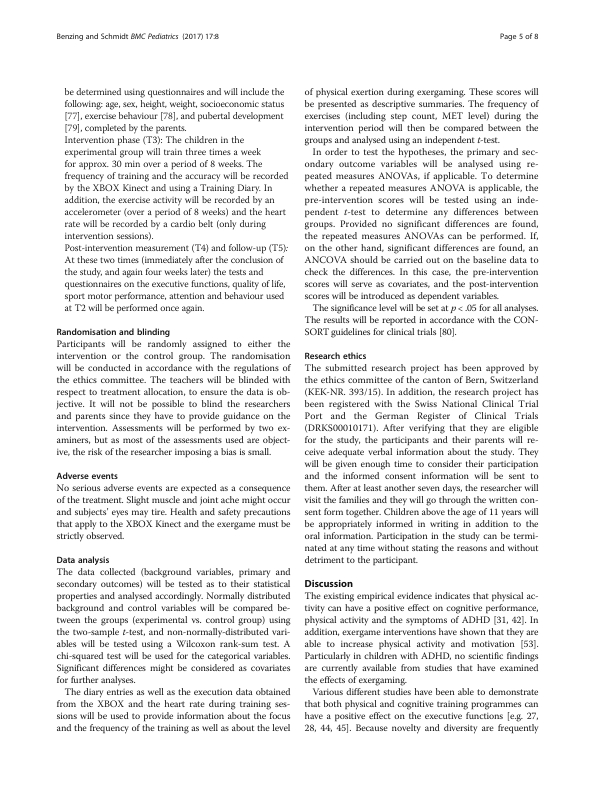 Benzing and Schmidt BMC Pediatrics (2017) 17:8
Page 5 of 8
be determined using questionnaires and will include the
following: age, sex, height, weight, socioeconomic status
[77], exercise behaviour [78], and pubertal development
[79], completed by the parents.
Intervention phase (T3): The children in the
experimental group will train three times a week
for approx. 30 min over a period of 8 weeks. The
frequency of training and the accuracy will be recorded
by the XBOX Kinect and using a Training Diary. In
addition, the exercise activity will be recorded by an
accelerometer (over a period of 8 weeks) and the heart
rate will be recorded by a cardio belt (only during
intervention sessions).
Post-intervention measurement (T4) and follow-up (T5):
At these two times (immediately after the conclusion of
the study, and again four weeks later) the tests and
questionnaires on the executive functions, quality of life,
sport motor performance, attention and behaviour used
at T2 will be performed once again.
Randomisation and blinding
Participants will be randomly assigned to either the
intervention or the control group. The randomisation
will be conducted in accordance with the regulations of
the ethics committee. The teachers will be blinded with
respect to treatment allocation, to ensure the data is ob-
jective. It will not be possible to blind the researchers
and parents since they have to provide guidance on the
intervention. Assessments will be performed by two ex-
aminers, but as most of the assessments used are object-
ive, the risk of the researcher imposing a bias is small.
Adverse events
No serious adverse events are expected as a consequence
of the treatment. Slight muscle and joint ache might occur
and subjects' eyes may tire. Health and safety precautions
that apply to the XBOX Kinect and the exergame must be
strictly observed.
Data analysis
The data collected (background variables, primary and
secondary outcomes) will be tested as to their statistical
properties and analysed accordingly. Normally distributed
background and control variables will be compared be-
tween the groups (experimental vs. control group) using
the two-sample t-test, and non-normally-distributed vari-
ables will be tested using a Wilcoxon rank-sum test. A
chi-squared test will be used for the categorical variables.
Significant differences might be considered as covariates
for further analyses.
The diary entries as well as the execution data obtained
from the XBOX and the heart rate during training ses-
sions will be used to provide information about the focus
and the frequency of the training as well as about the level
of physical exertion during exergaming. These scores will
be presented as descriptive summaries. The frequency of
exercises (including step count, MET level) during the
intervention period will then be compared between the
groups and analysed using an independent t-test.
In order to test the hypotheses, the primary and sec-
ondary outcome variables will be analysed using re-
peated measures ANOVAs, if applicable. To determine
whether a repeated measures ANOVA is applicable, the
pre-intervention scores will be tested using an inde-
pendent t-test to determine any differences between
groups. Provided no significant differences are found,
the repeated measures ANOVAs can be performed. If,
on the other hand, significant differences are found, an
ANCOVA should be carried out on the baseline data to
check the differences. In this case, the pre-intervention
scores will serve as covariates, and the post-intervention
scores will be introduced as dependent variables.
The significance level will be set at p < .05 for all analyses.
The results will be reported in accordance with the CON-
SORT guidelines for clinical trials [80].
Research ethics
The submitted research project has been approved by
the ethics committee of the canton of Bern, Switzerland
(KEK-NR. 393/15). In addition, the research project has
been registered with the Swiss National Clinical Trial
Port and the German Register of Clinical Trials
(DRKS00010171). After verifying that they are eligible
for the study, the participants and their parents will re-
ceive adequate verbal information about the study. They
will be given enough time to consider their participation
and the informed consent information will be sent to
them. After at least another seven days, the researcher will
visit the families and they will go through the written con-
sent form together. Children above the age of 11 years will
be appropriately informed in writing in addition to the
oral information. Participation in the study can be termi-
nated at any time without stating the reasons and without
detriment to the participant.
Discussion
The existing empirical evidence indicates that physical ac-
tivity can have a positive effect on cognitive performance,
physical activity and the symptoms of ADHD [31, 42]. In
addition, exergame interventions have shown that they are
able to increase physical activity and motivation [53].
Particularly in children with ADHD, no scientific findings
are currently available from studies that have examined
the effects of exergaming.
Various different studies have been able to demonstrate
that both physical and cognitive training programmes can
have a positive effect on the executive functions [e.g. 27,
28, 44, 45]. Because novelty and diversity are frequently